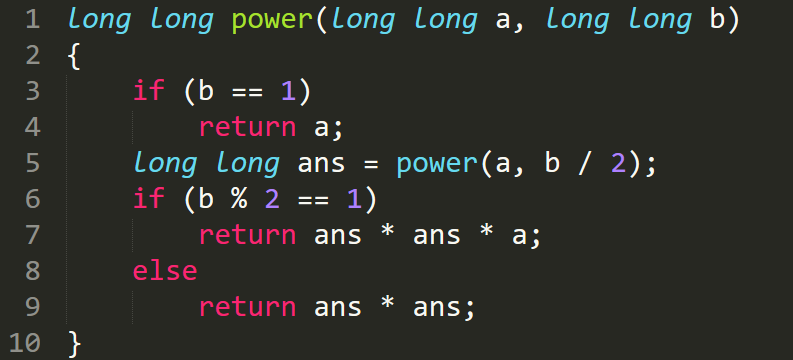 1 long long power(long long a, long long b)
2 {
3     if (b == 1)
4         return a;
5     long long ans = power(a, b / 2);
6     if (b % 2 == 1)
7         return ans * ans * a;
8     else
9         return ans * ans;
10 }